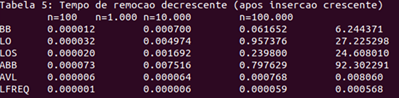 Tabela 5: Tempo de remocao decrescente (apos insercao crescente)
n=100 n=1.000 n=10.000 n=100.000
BB 0.000012 0.000700 0.061652 6.244371
LO 0.000032 0.004974 0.957376 27.225298
LOS 0.000020 0.001692 0.239800 24.608010
ABB 0.000073 0.007516 0.797629 92.302291
AVL 0.000006 0.000064 0.000768 0.008060
LFREQ 0.000001 0.000006 0.000059 0.000568